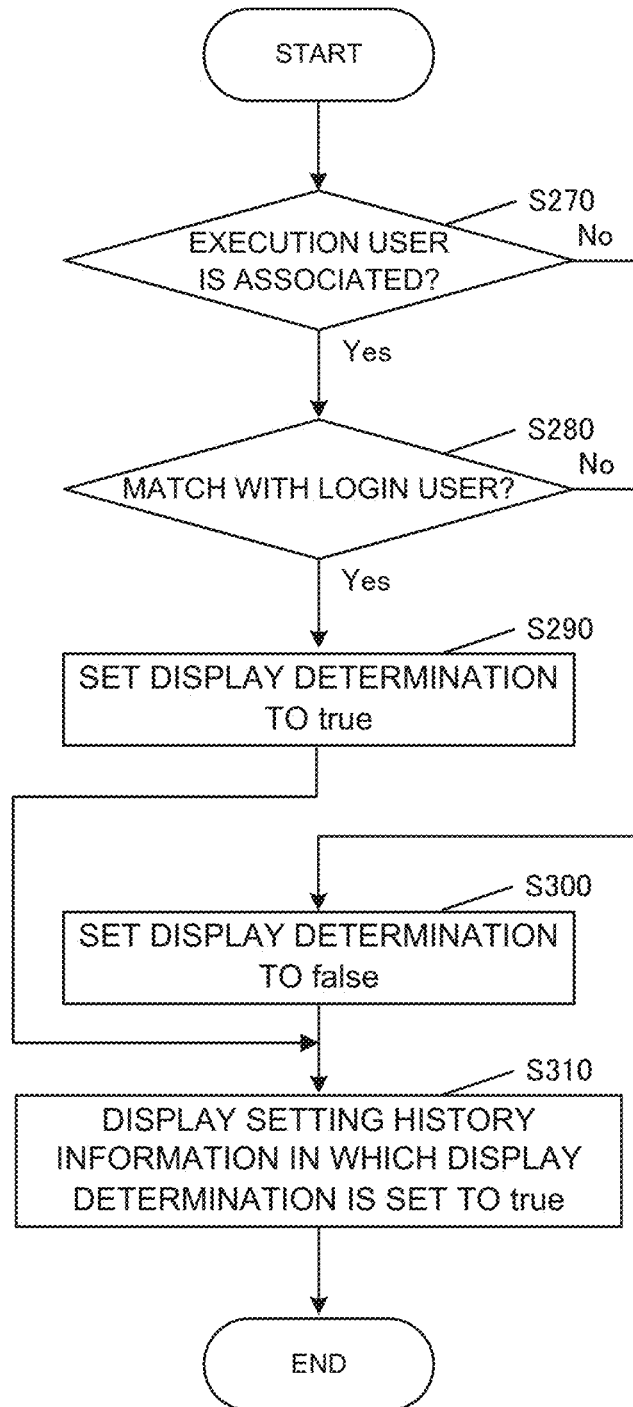 START
S270
No
EXECUTION USER
IS ASSOCIATED?
Yes
S280
No
MATCH WITH LOGIN USER?
Yes
S290
SET DISPLAY DETERMINATION
TO true
S300
SET DISPLAY DETERMINATION
TO false
S310
DISPLAY SETTING HISTORY
INFORMATION IN WHICH DISPLAY
DETERMINATION IS SET TO true
END